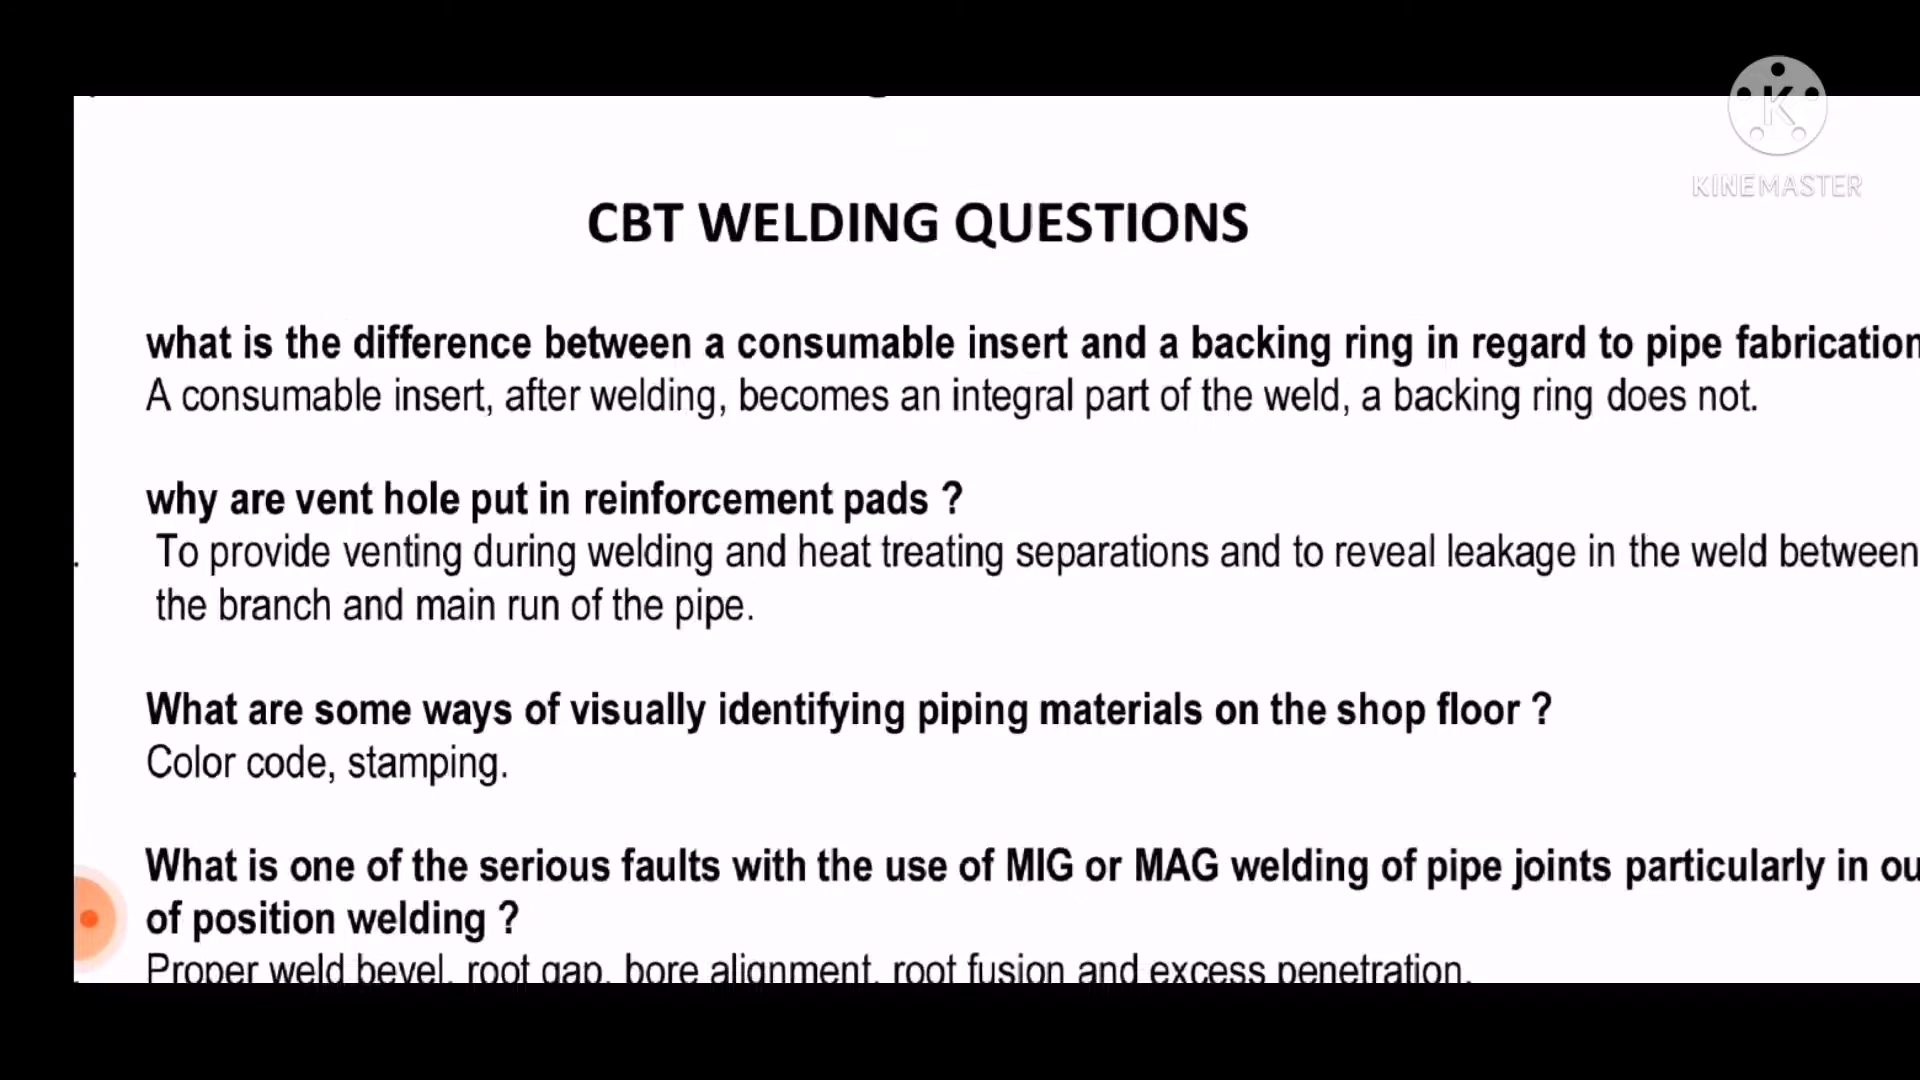 K
KINEMASTER
CBT WELDING QUESTIONS
what is the difference between a consumable insert and a backing ring in regard to pipe fabrication
A consumable insert, after welding, becomes an integral part of the weld, a backing ring does not.
why are vent hole put in reinforcement pads ?
To provide venting during welding and heat treating separations and to reveal leakage in the weld between
the branch and main run of the pipe.
What are some ways of visually identifying piping materials on the shop floor ?
Color code, stamping.
What is one of the serious faults with the use of MIG or MAG welding of pipe joints particularly in ou
of position welding ?
Proper weld bevel, root gap, bore alignment, root fusion and excess penetration.